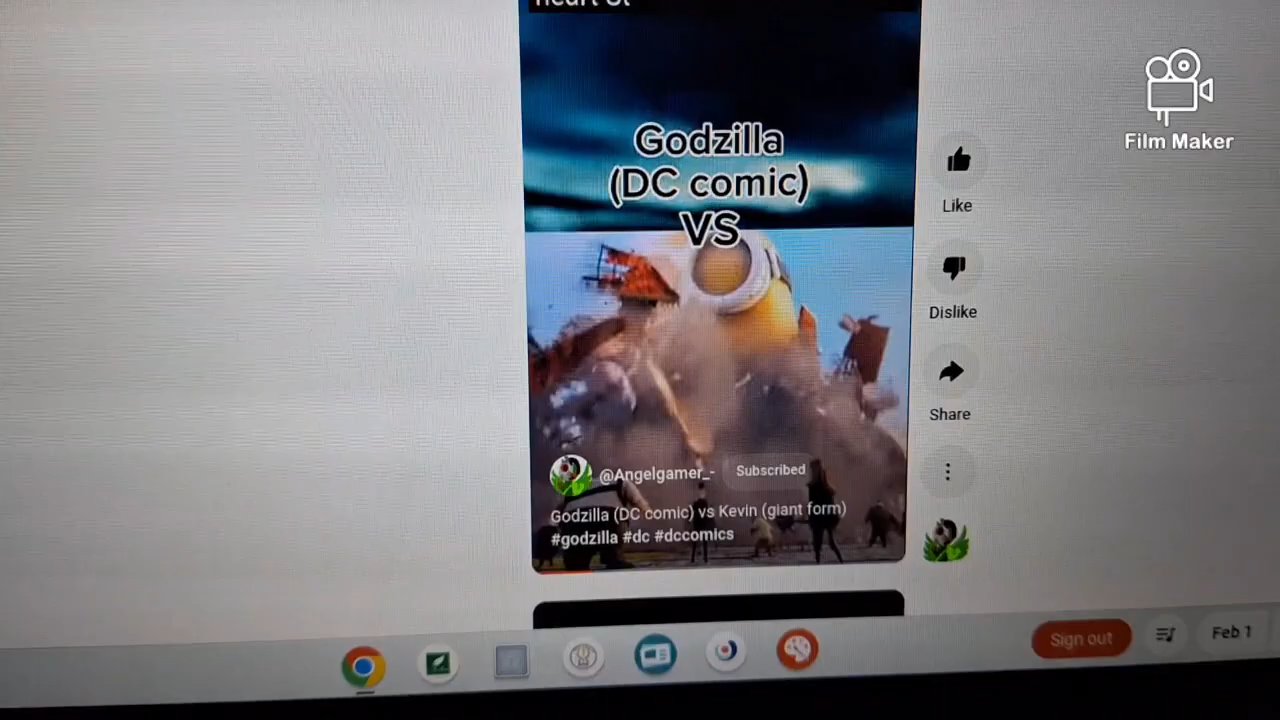 Film Maker
Godzilla
(DC comic)
VS
Like
Dislike
Share
@Angelgamer_-
Subscribed
Godzilla (DC comic) vs Kevin (giant form)
#godzilla #dc #dccomics
Sign out
Feb 1